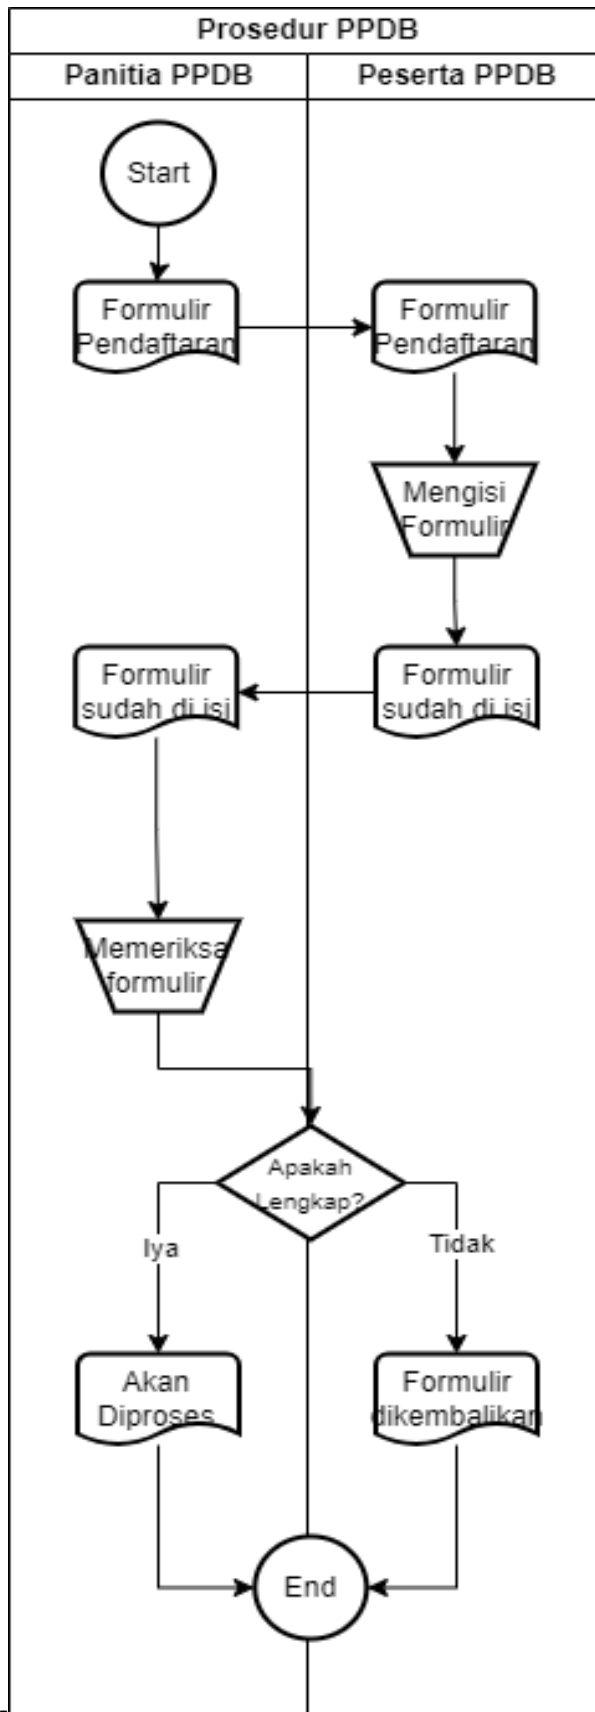 Prosedur PPDB
Panitia PPDB
Peserta PPDB
Start
Formulir
Pendaftaran
Formulir
Pendaftaran
Mengisi
Formulir
Formulir
sudah di isi
Formulir
sudah di isi
Memeriksa
formulir
Apakah
Lengkap?
Iya
Tidak
Akan
Diproses
Formulir
dikembalikan
End